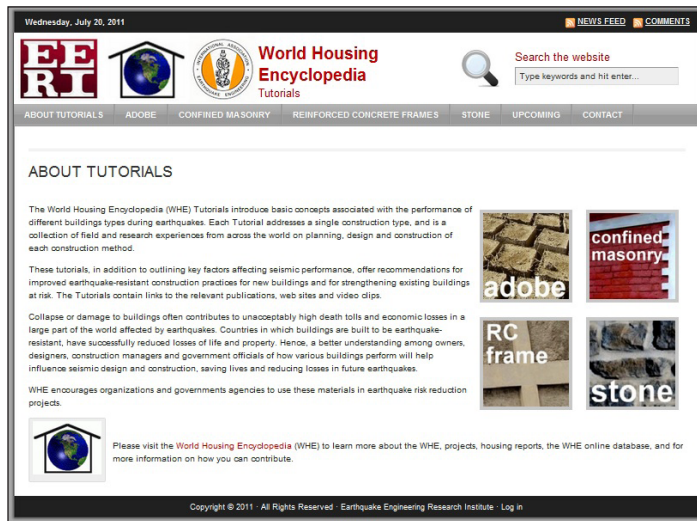 Wednesday, July 20, 2011
NEWS FEED
COMMENTS
EE
RI
INTERNATIONAL ASSOCIATION
EARTHQUAKE ENGINEERING
World Housing
Encyclopedia
Tutorials
Search the website
Type keywords and hit enter...
ABOUT TUTORIALS
ADOBE
CONFINED MASONRY
REINFORCED CONCRETE FRAMES
STONE
UPCOMING
CONTACT
ABOUT TUTORIALS
The World Housing Encyclopedia (WHE) Tutorials introduce basic concepts associated with the performance of
different buildings types during earthquakes. Each Tutorial addresses a single construction type, and is a
collection of field and research experiences from across the world on planning, design and construction of
each construction method.
These tutorials, in addition to outlining key factors affecting seismic performance, offer recommendations for
improved earthquake-resistant construction practices for new buildings and for strengthening existing buildings
at risk. The Tutorials contain links to the relevant publications, web sites and video clips.
Collapse or damage to buildings often contributes to unacceptably high death tolls and economic losses in a
large part of the world affected by earthquakes. Countries in which buildings are built to be earthquake-
resistant, have successfully reduced losses of life and property. Hence, a better understanding among owners,
designers, construction managers and government officials of how various buildings perform will help
influence seismic design and construction, saving lives and reducing losses in future earthquakes.
WHE encourages organizations and governments agencies to use these materials in earthquake risk reduction
projects.
adobe
confined
masonry
RC
frame
stone
Please visit the World Housing Encyclopedia (WHE) to learn more about the WHE, projects, housing reports, the WHE online database, and for
more information on how you can contribute.
Copyright © 2011 · All Rights Reserved · Earthquake Engineering Research Institute · Log in